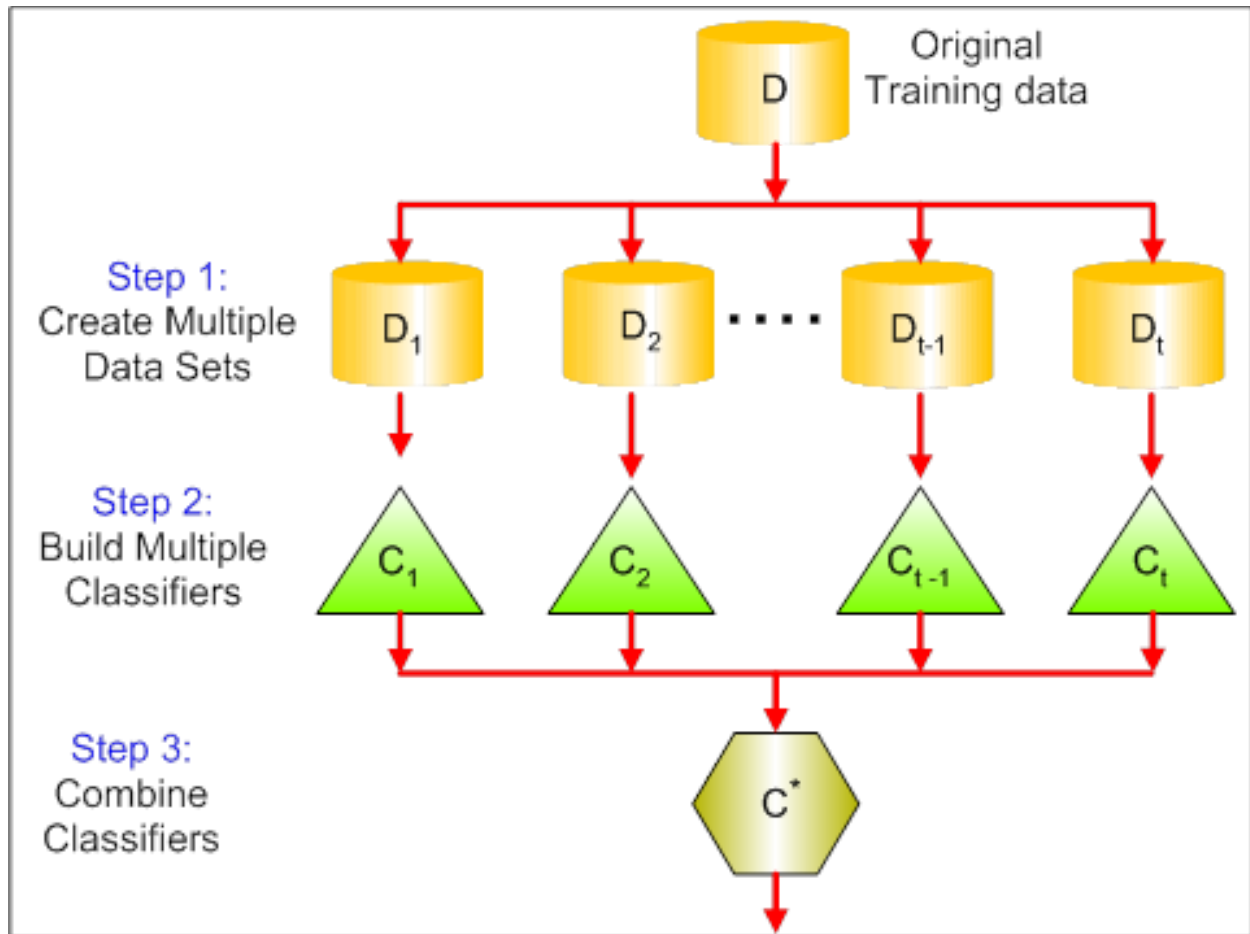 D
Original
Training data
Step 1:
Create Multiple
Data Sets
D₁
D₂
....
Dₜ₋₁
Dₜ
Step 2:
Build Multiple
Classifiers
C₁
C₂
Cₜ ₋₁
Cₜ
Step 3:
Combine
Classifiers
C*